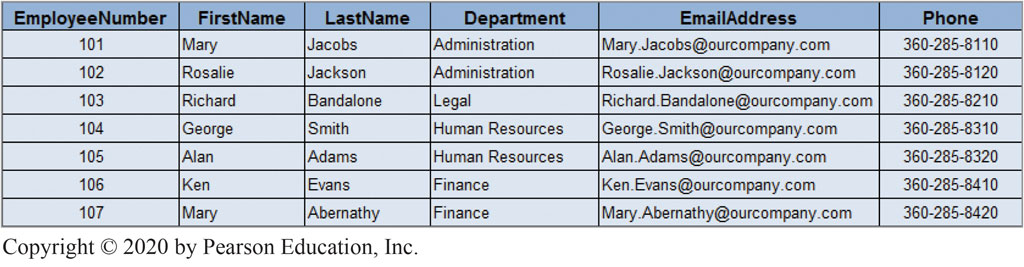 EmployeeNumber FirstName LastName Department EmailAddress Phone
101 Mary Jacobs Administration Mary.Jacobs@ourcompany.com 360-285-8110
102 Rosalie Jackson Administration Rosalie.Jackson@ourcompany.com 360-285-8120
103 Richard Bandalone Legal Richard.Bandalone@ourcompany.com 360-285-8210
104 George Smith Human Resources George.Smith@ourcompany.com 360-285-8310
105 Alan Adams Human Resources Alan.Adams@ourcompany.com 360-285-8320
106 Ken Evans Finance Ken.Evans@ourcompany.com 360-285-8410
107 Mary Abernathy Finance Mary.Abernathy@ourcompany.com 360-285-8420
Copyright © 2020 by Pearson Education, Inc.